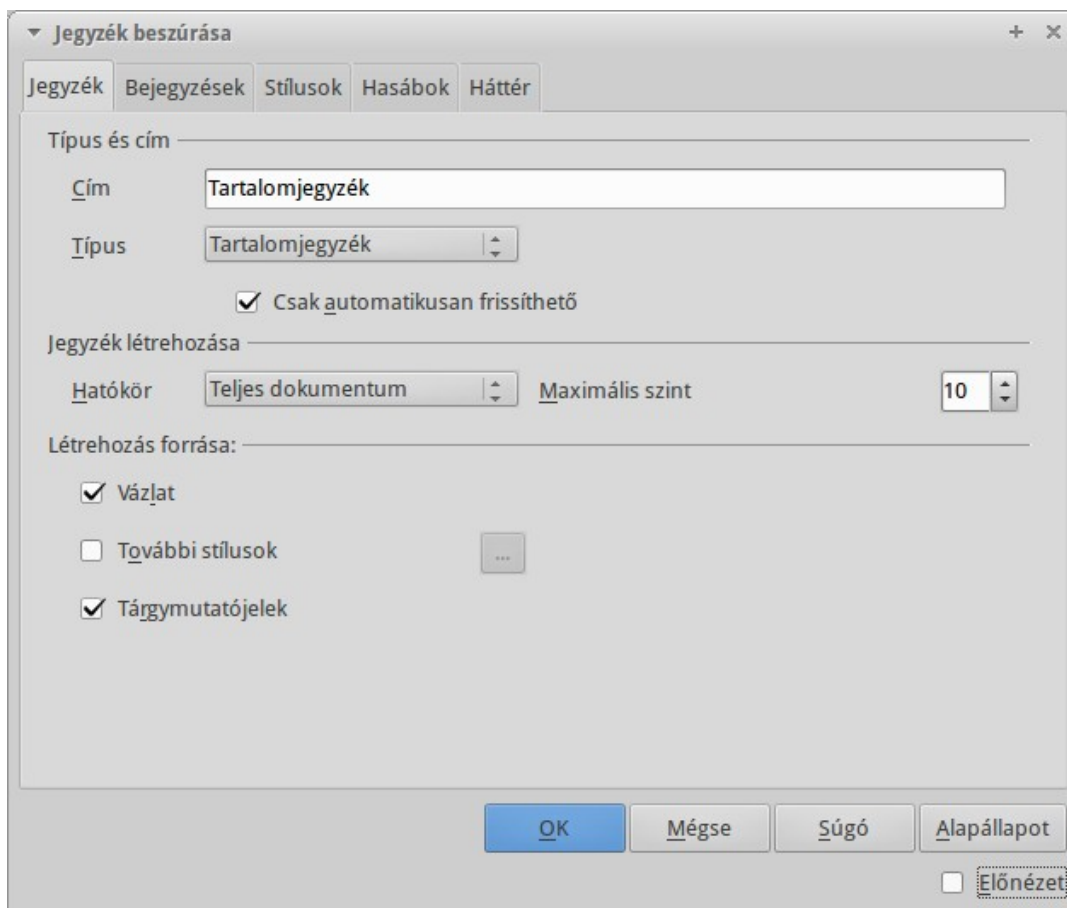 Jegyzék beszúrása
Jegyzék Bejegyzések Stílusok Hasábok Háttér
Típus és cím
Cím Tartalomjegyzék
Típus Tartalomjegyzék
Csak automatikusan frissíthető
Jegyzék létrehozása
Hatókör Teljes dokumentum Maximális szint 10
Létrehozás forrása:
Vázlat
További stílusok ...
Tárgymutatójelek
OK Mégse Súgó Alapállapot
Előnézet